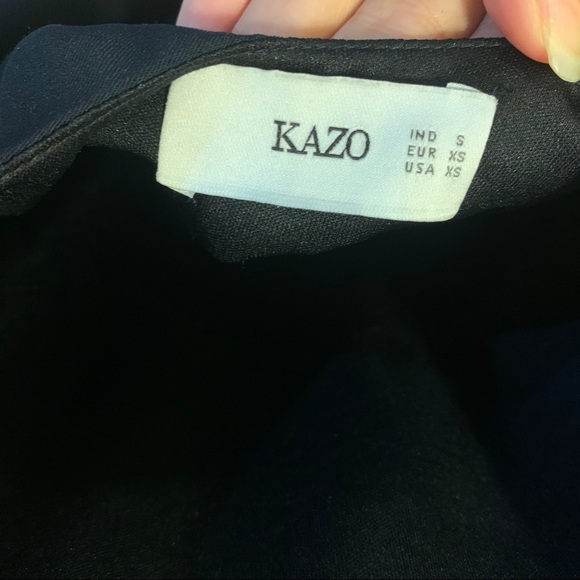 KAZO
IND S
EUR XS
USA XS